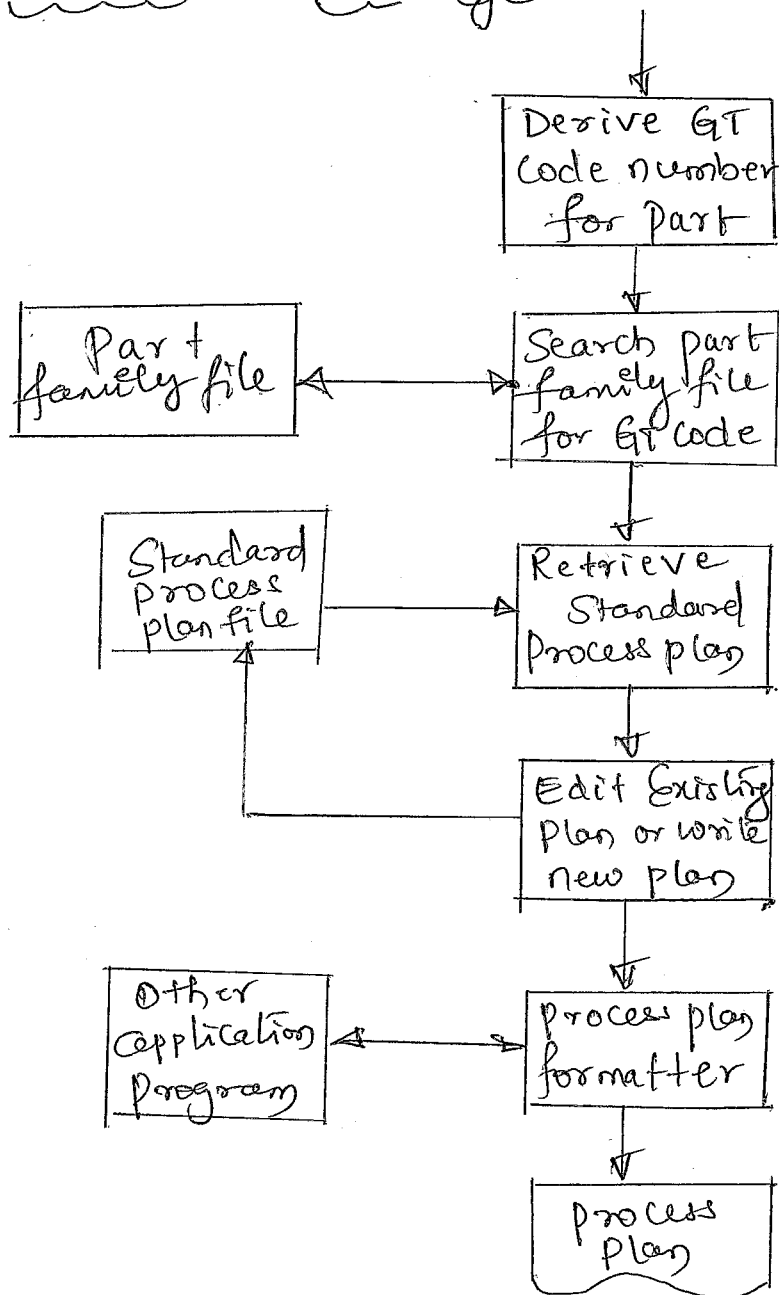 Derive GT
Code number
for Part
Part
family file
Search part
family file
for GT code
Standard
process
plan file
Retrieve
Standard
Process plan
Edit Existing
Plan or write
new plan
Other
application
Program
Process plan
formatter
Process
Plan